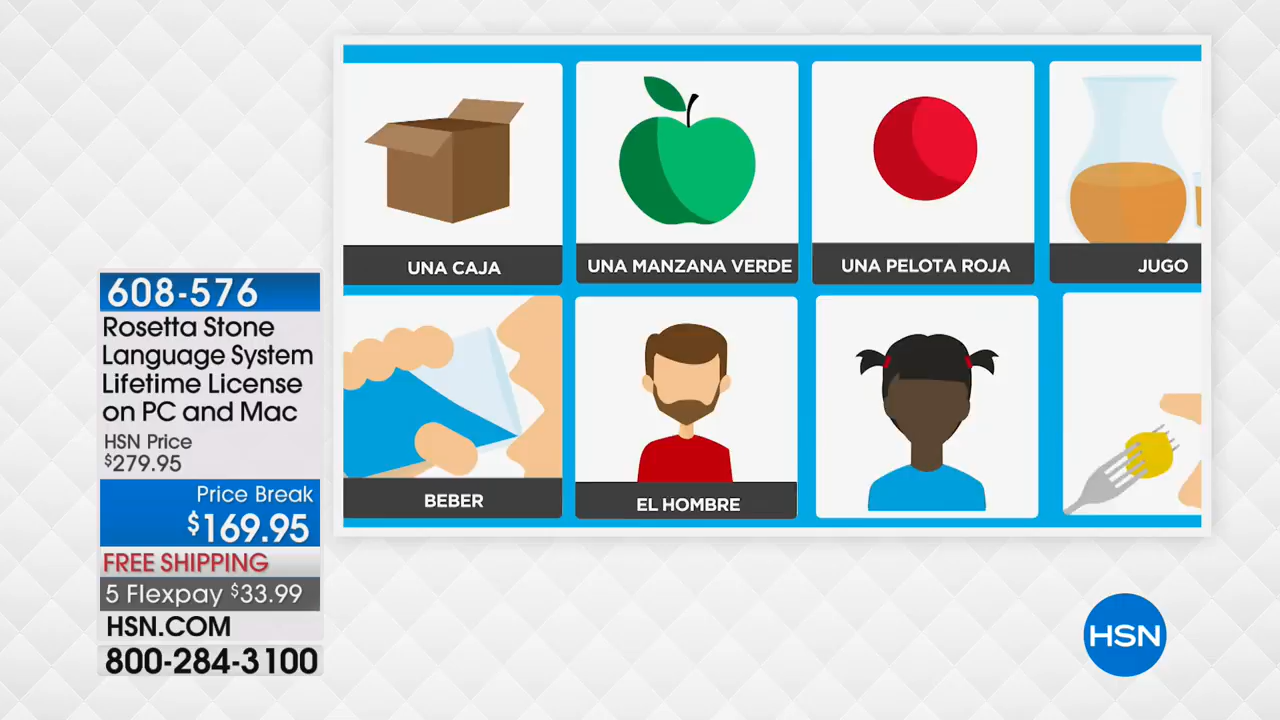 UNA CAJA
UNA MANZANA VERDE
UNA PELOTA ROJA
JUGO
BEBER
EL HOMBRE
608-576
Rosetta Stone
Language System
Lifetime License
on PC and Mac
HSN Price
$279.95
Price Break
$169.95
FREE SHIPPING
5 Flexpay $33.99
HSN.COM
800-284-3100
HSN